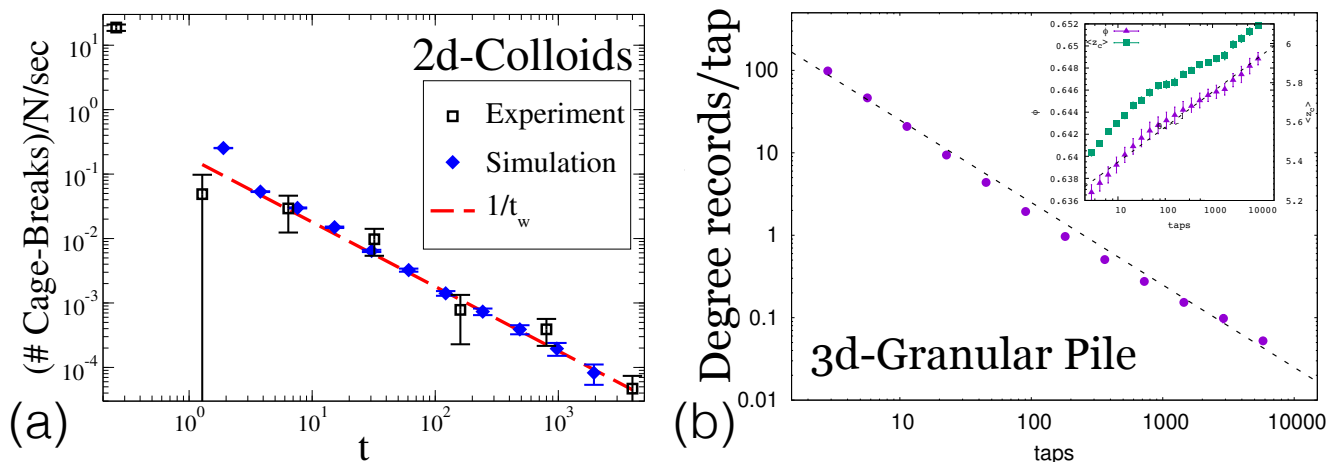 (# Cage-Breaks)/N/sec
10^1
10^0
10^-1
10^-2
10^-3
10^-4
2d-Colloids
Experiment
Simulation
1/t_w
10^0
10^1
10^2
10^3
t
(a)
Degree records/tap
100
10
1
0.1
0.01
3d-Granular Pile
10
100
1000
10000
taps
(b)
ϕ
0.652
0.65
0.648
0.646
0.644
0.642
0.64
0.638
0.636
ϕ
<z_c>
6
5.8
5.6
5.4
5.2
<z_c>
10
100
1000
10000
taps